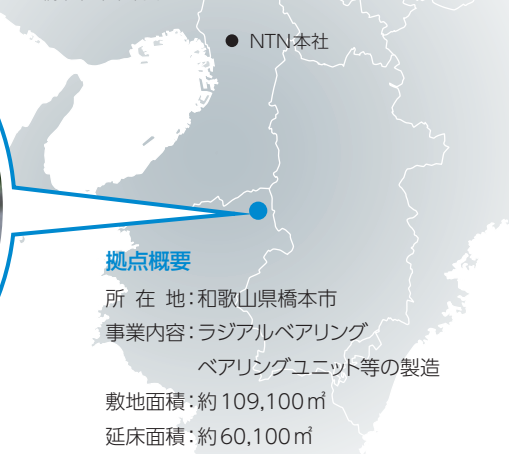 ● NTN本社
拠点概要
所 在 地:和歌山県橋本市
事業内容:ラジアルベアリング
ベアリングユニット等の製造
敷地面積:約109,100㎡
延床面積:約60,100㎡